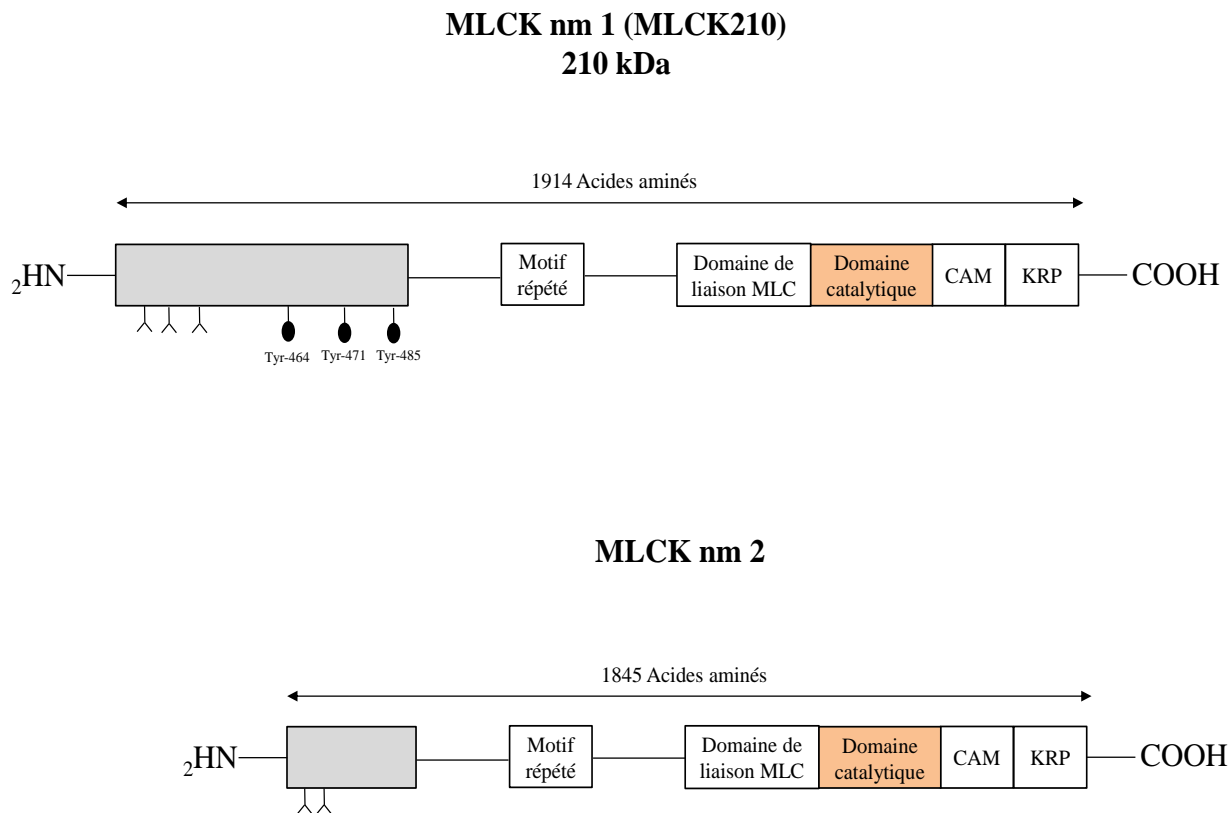 MLCK nm 1 (MLCK210)
210 kDa
1914 Acides aminés
₂HN
Motif
répété
Domaine de
liaison MLC
Domaine
catalytique
CAM
KRP
COOH
Tyr-464
Tyr-471
Tyr-485
MLCK nm 2
1845 Acides aminés
₂HN
Motif
répété
Domaine de
liaison MLC
Domaine
catalytique
CAM
KRP
COOH